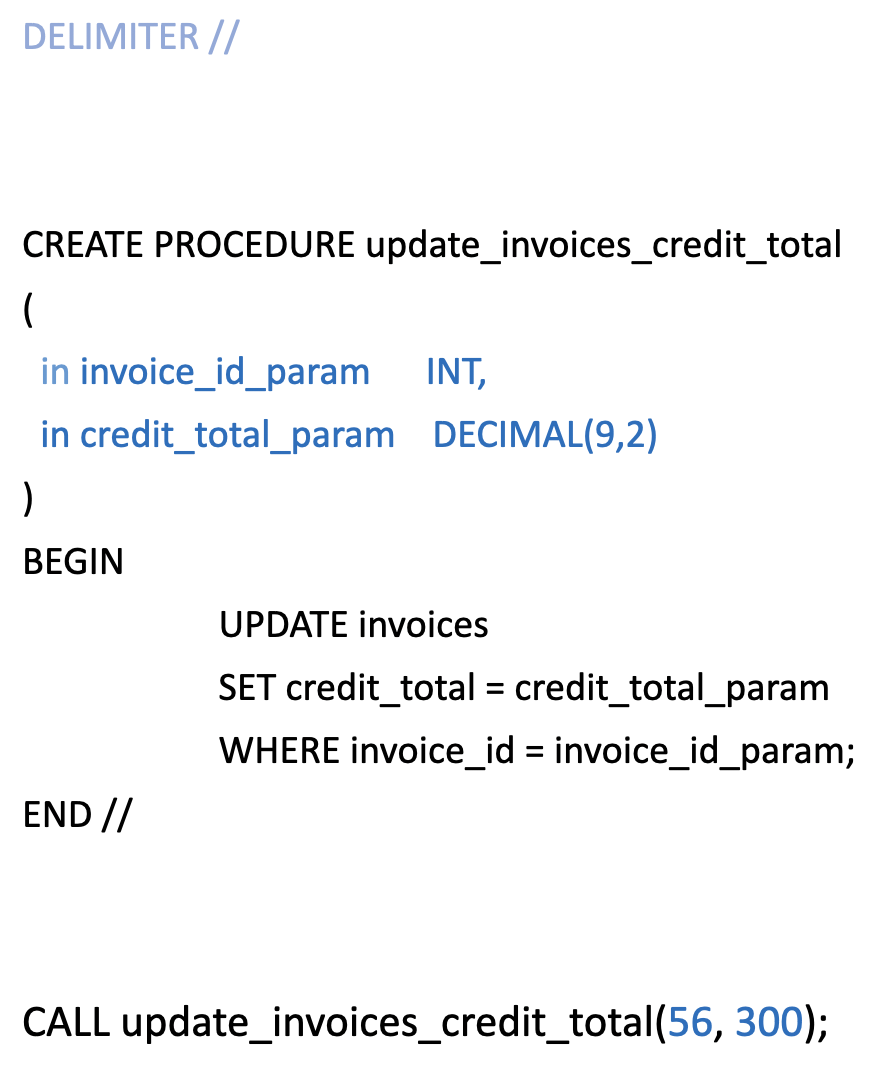 DELIMITER //
CREATE PROCEDURE update_invoices_credit_total
(
in invoice_id_param INT,
in credit_total_param DECIMAL(9,2)
)
BEGIN
UPDATE invoices
SET credit_total = credit_total_param
WHERE invoice_id = invoice_id_param;
END //
CALL update_invoices_credit_total(56, 300);